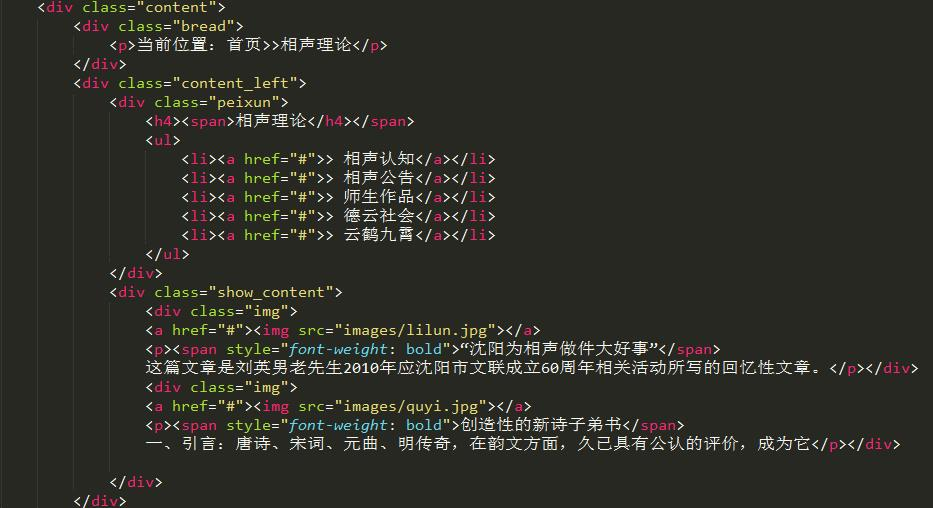 <div class="content">
<div class="bread">
<p>当前位置：首页>>相声理论</p>
</div>
<div class="content_left">
<div class="peixun">
<h4><span>相声理论</h4></span>
<ul>
<li><a href="#">> 相声认知</a></li>
<li><a href="#">> 相声公告</a></li>
<li><a href="#">> 师生作品</a></li>
<li><a href="#">> 德云社会</a></li>
<li><a href="#">> 云鹤九霄</a></li>
</ul>
</div>
<div class="show_content">
<div class="img">
<a href="#"><img src="images/lilun.jpg"></a>
<p><span style="font-weight: bold">“沈阳为相声做件大好事”</span>
这篇文章是刘英男老先生2010年应沈阳市文联成立60周年相关活动所写的回忆性文章。</p></div>
<div class="img">
<a href="#"><img src="images/quyi.jpg"></a>
<p><span style="font-weight: bold">创造性的新诗子弟书</span>
一、引言：唐诗、宋词、元曲、明传奇，在韵文方面，久已具有公认的评价，成为它</p></div>
</div>
</div>